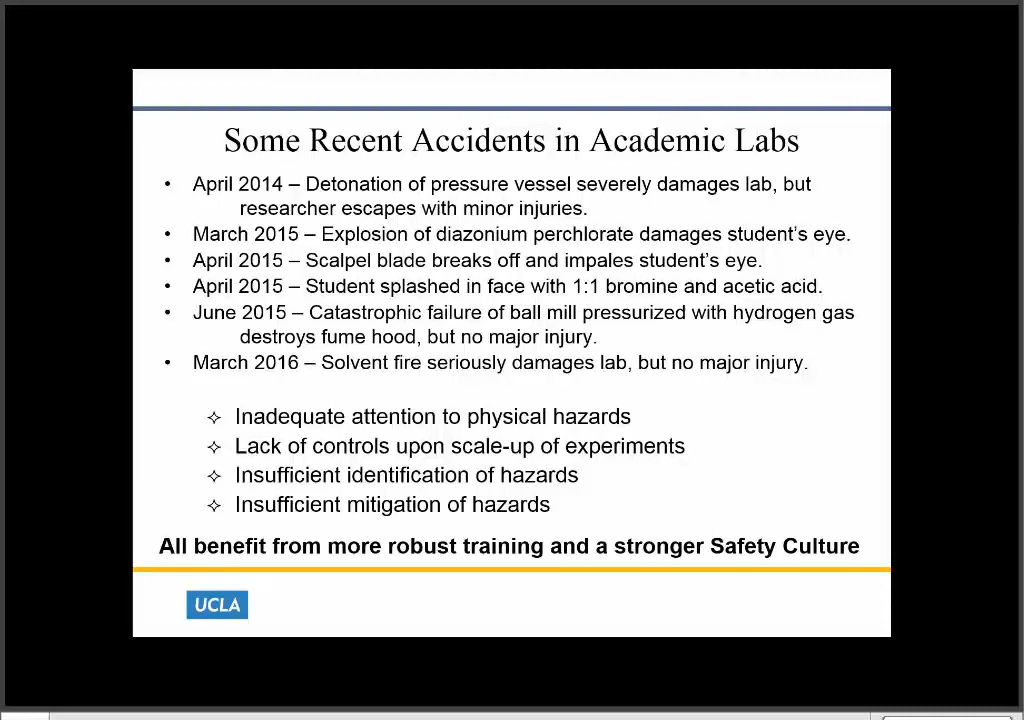 Some Recent Accidents in Academic Labs
• April 2014 – Detonation of pressure vessel severely damages lab, but
researcher escapes with minor injuries.
• March 2015 – Explosion of diazonium perchlorate damages student's eye.
• April 2015 – Scalpel blade breaks off and impales student's eye.
• April 2015 – Student splashed in face with 1:1 bromine and acetic acid.
• June 2015 – Catastrophic failure of ball mill pressurized with hydrogen gas
destroys fume hood, but no major injury.
• March 2016 – Solvent fire seriously damages lab, but no major injury.
✧ Inadequate attention to physical hazards
✧ Lack of controls upon scale-up of experiments
✧ Insufficient identification of hazards
✧ Insufficient mitigation of hazards
All benefit from more robust training and a stronger Safety Culture
UCLA